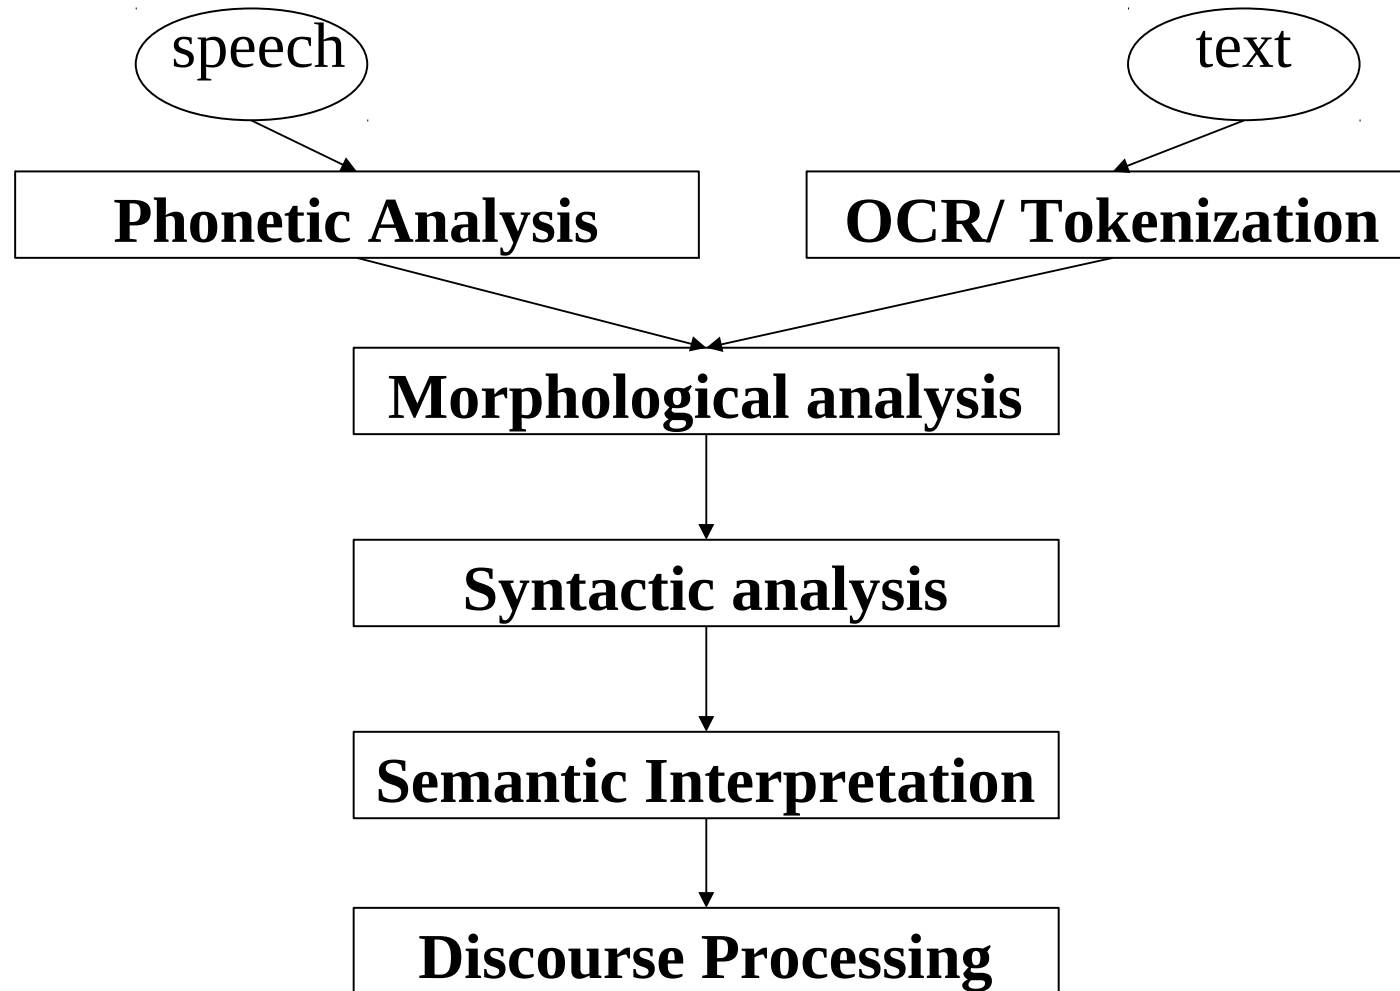 speech
text
Phonetic Analysis
OCR/ Tokenization
Morphological analysis
Syntactic analysis
Semantic Interpretation
Discourse Processing